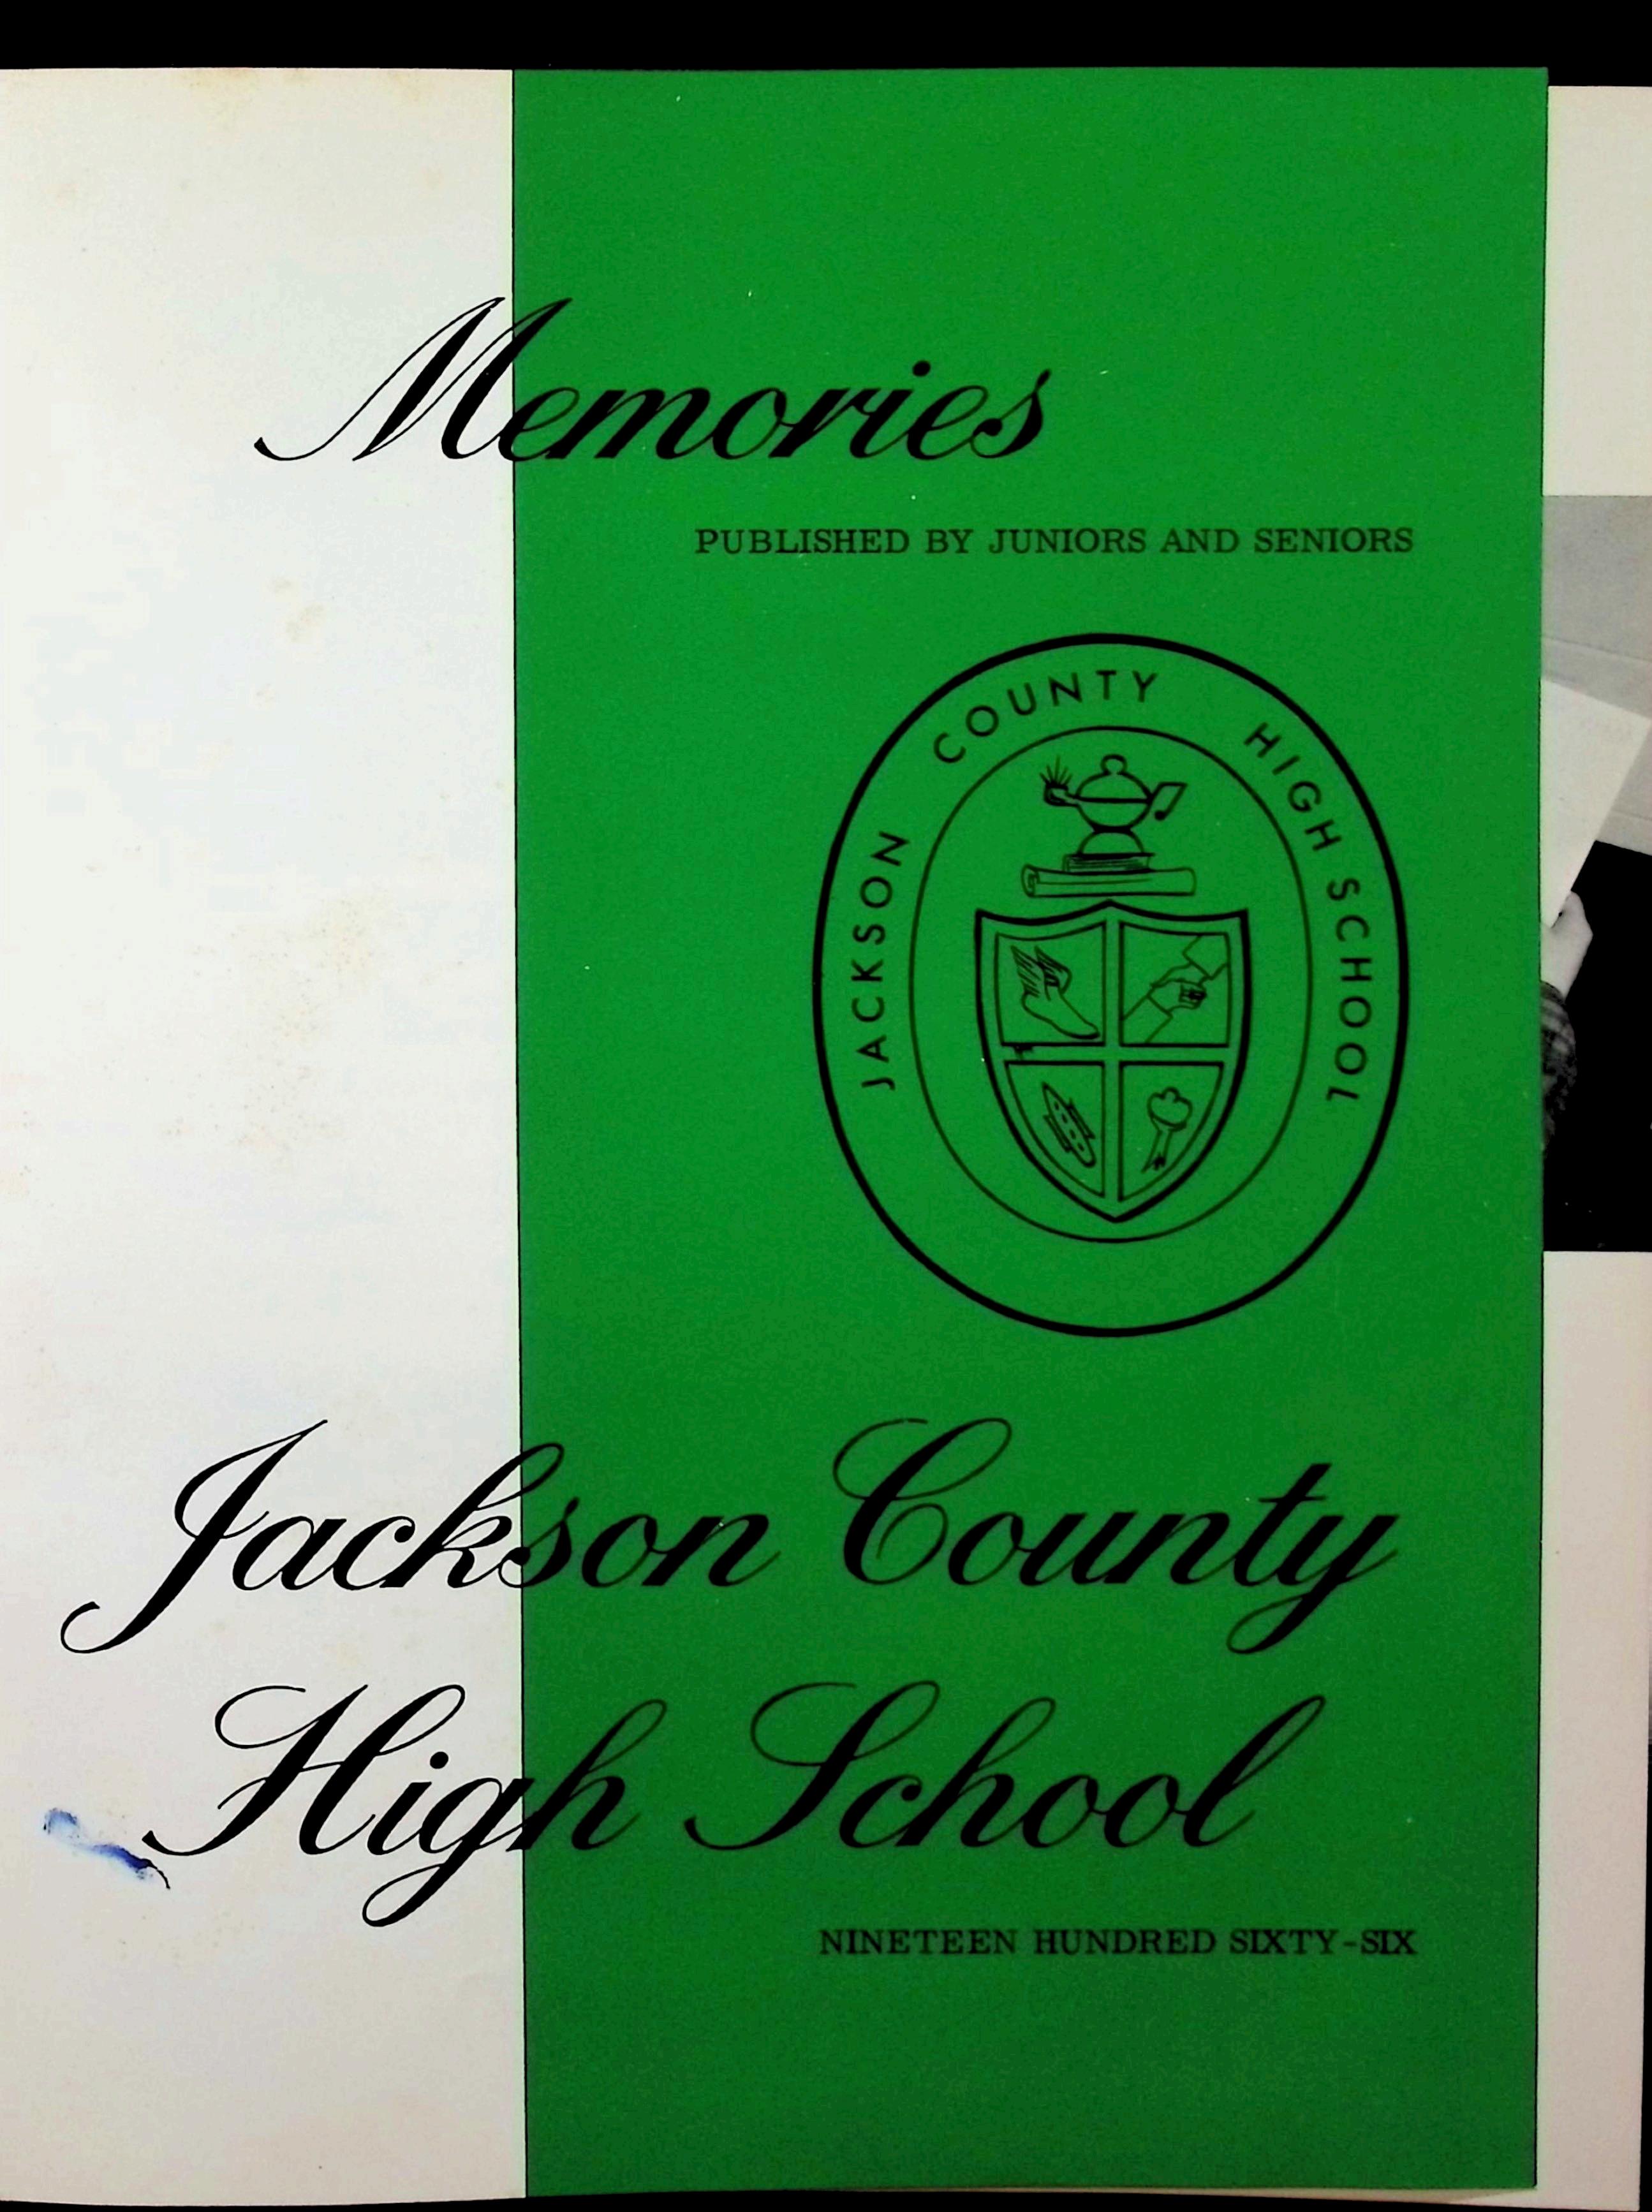 Memories
PUBLISHED BY JUNIORS AND SENIORS
JACKSON COUNTY HIGH SCHOOL
Jackson County
High School
NINETEEN HUNDRED SIXTY-SIX